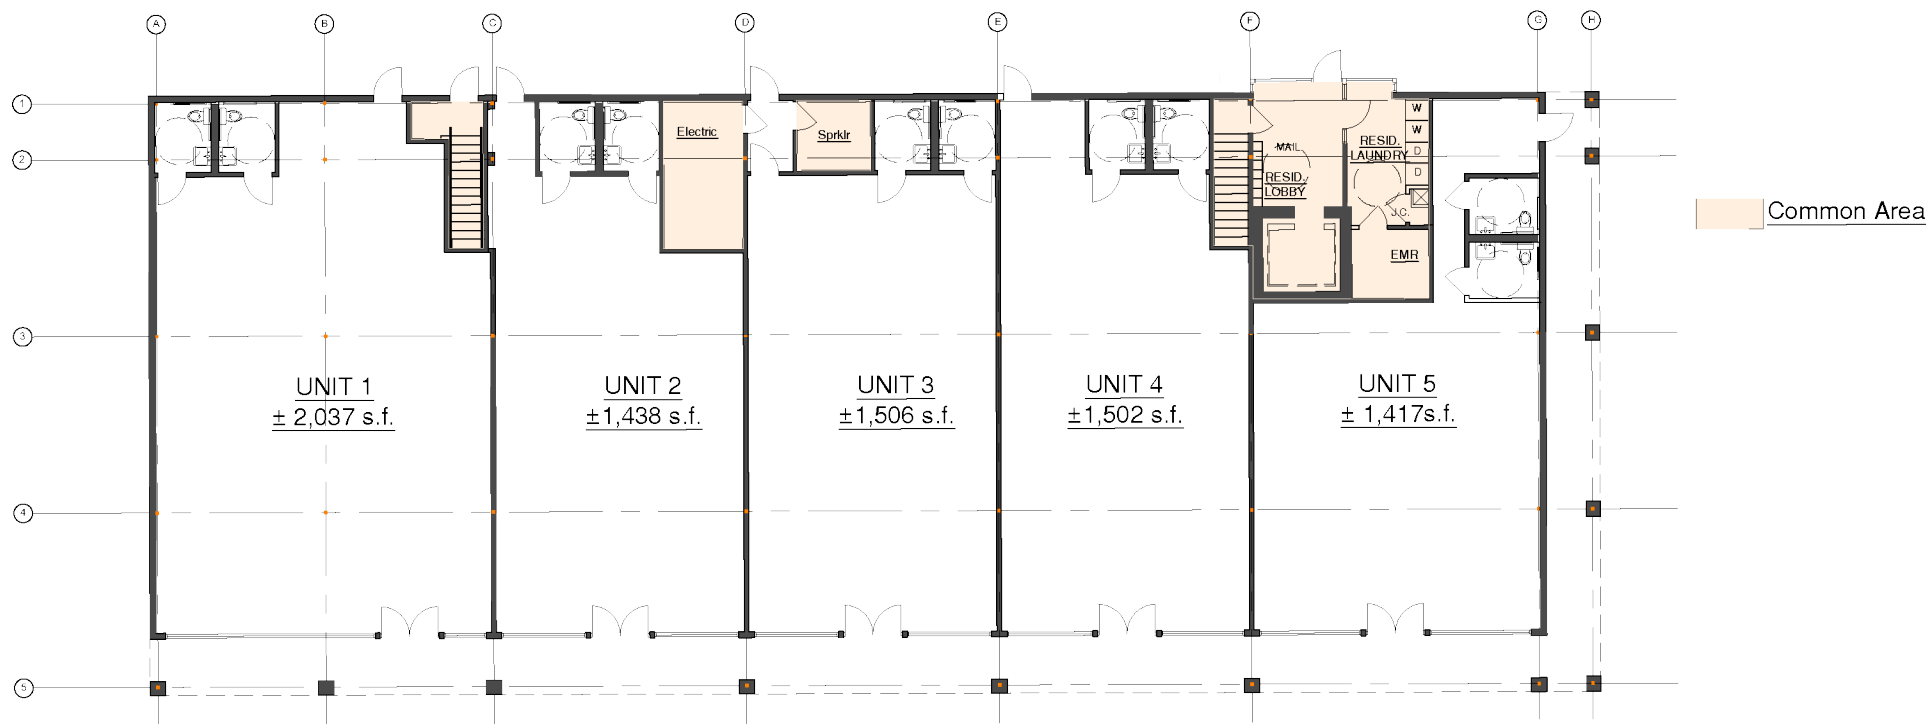 A
B
C
D
E
F
G
H
1
2
3
4
5
Electric
Sprklr
MAIL
RESID.
LOBBY
RESID.
LAUNDRY
W
W
D
D
J.C.
EMR
Common Area
UNIT 1
± 2,037 s.f.
UNIT 2
±1,438 s.f.
UNIT 3
±1,506 s.f.
UNIT 4
±1,502 s.f.
UNIT 5
± 1,417s.f.